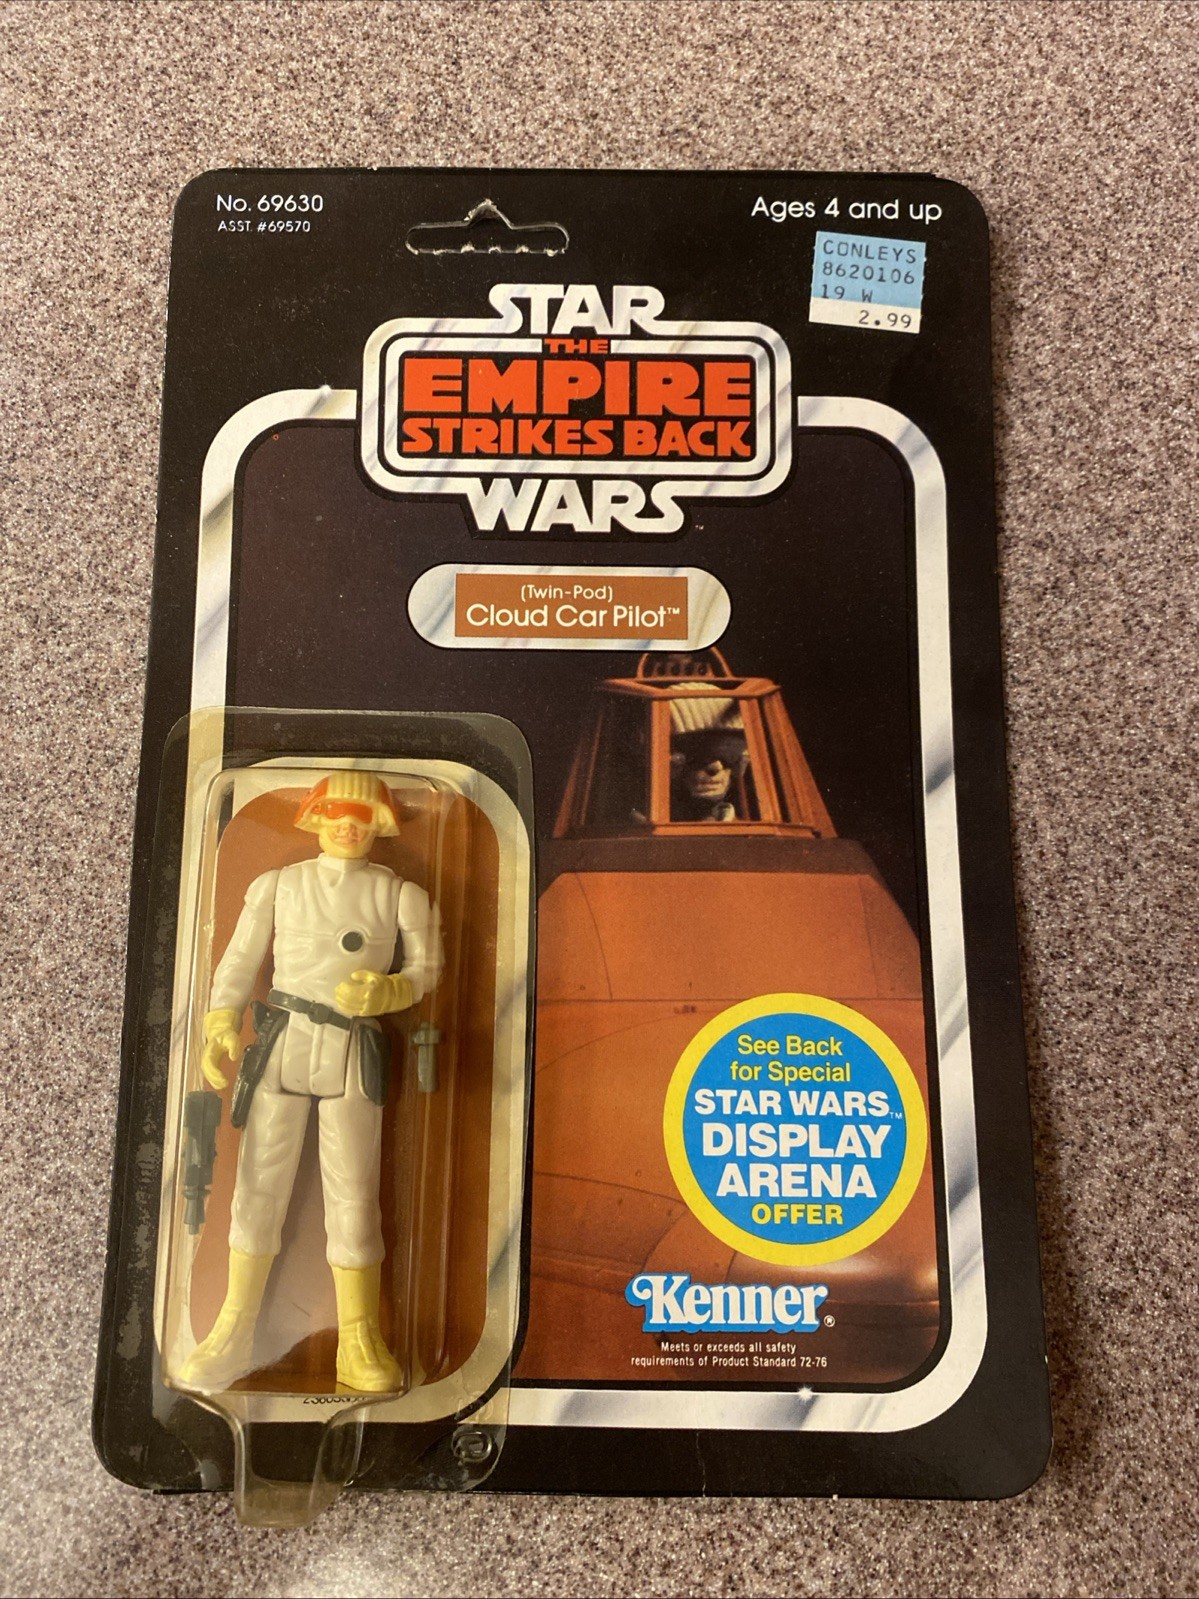 No. 69630
ASST. #69570
Ages 4 and up
CONLEYS
8620106
19 W
2.99
STAR
THE
EMPIRE
STRIKES BACK
WARS
(Twin-Pod)
Cloud Car Pilot™
See Back
for Special
STAR WARS™
DISPLAY
ARENA
OFFER
Kenner®
Meets or exceeds all safety
requirements of Product Standard 72-76